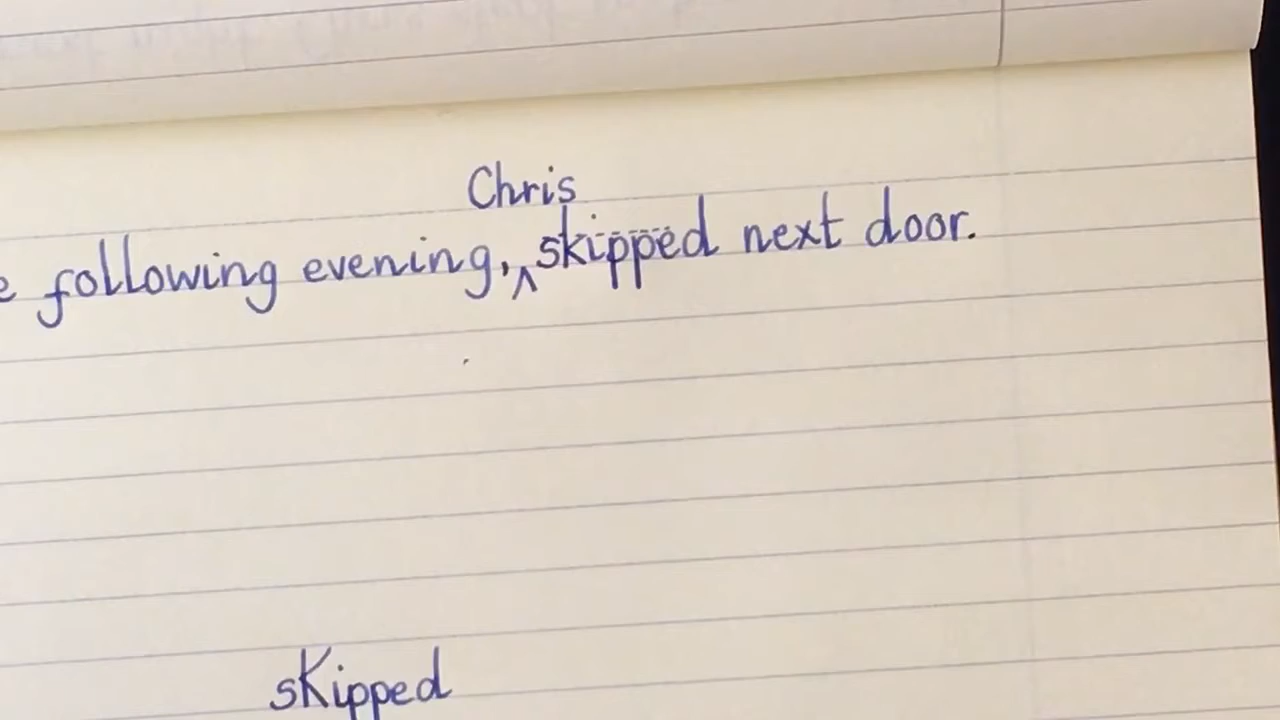 Chris
e following evening, ^ skipped next door.
skipped